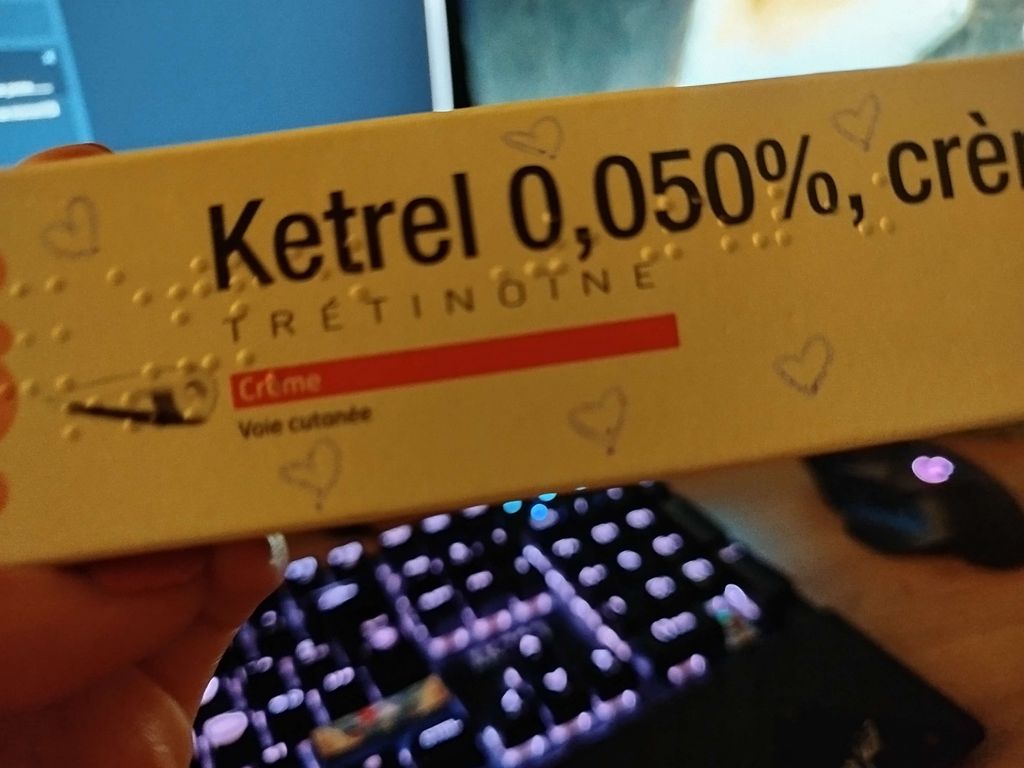 Ketrel 0,050%, crè
TRÉTINOÏNE
Crème
Voie cutanée